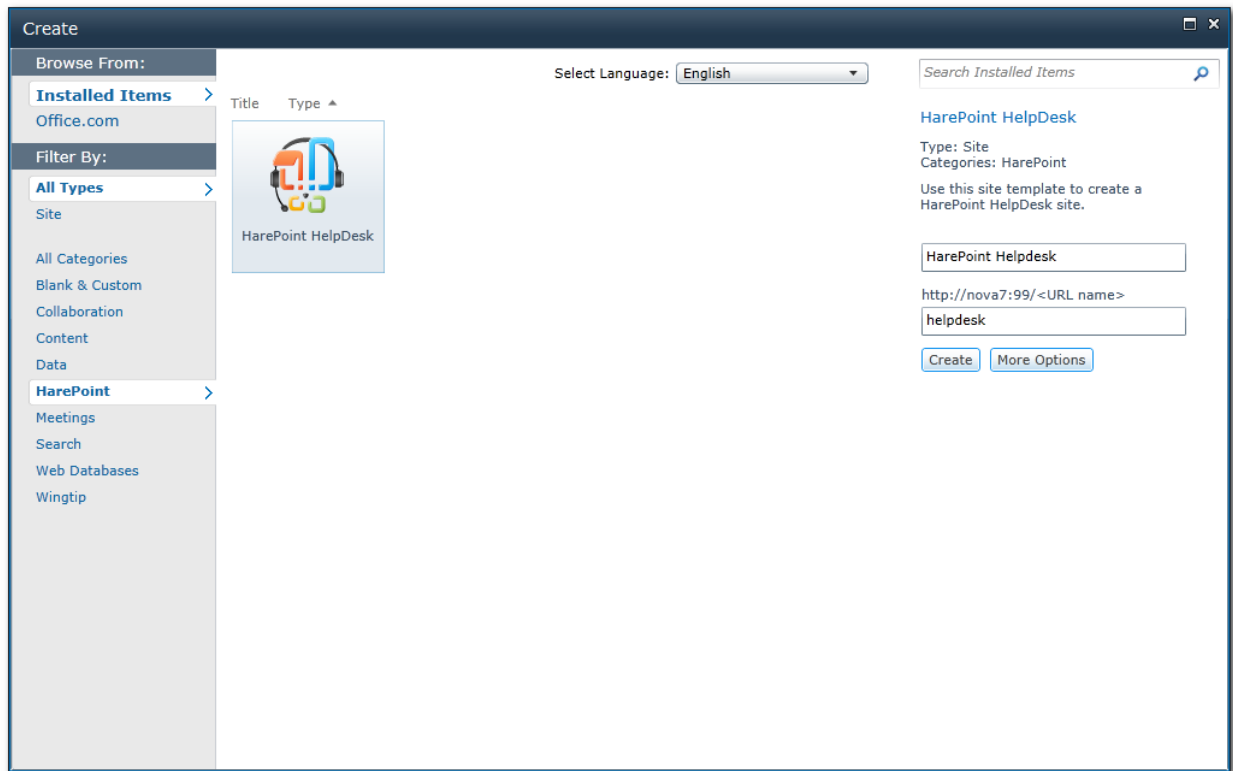 Create
Browse From:
Installed Items
Office.com
Filter By:
All Types
Site
All Categories
Blank & Custom
Collaboration
Content
Data
HarePoint
Meetings
Search
Web Databases
Wingtip
Select Language: English
Title Type
HarePoint HelpDesk
Search Installed Items
HarePoint HelpDesk
Type: Site
Categories: HarePoint
Use this site template to create a
HarePoint HelpDesk site.
HarePoint Helpdesk
http://nova7:99/<URL name>
helpdesk
Create More Options